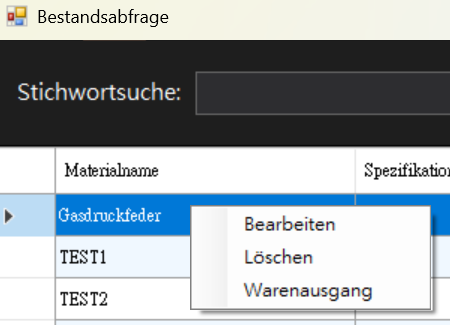 Bestandsabfrage
Stichwortsuche:
Materialname Spezifikation
Gasdruckfeder
Bearbeiten
TEST1
Löschen
TEST2
Warenausgang